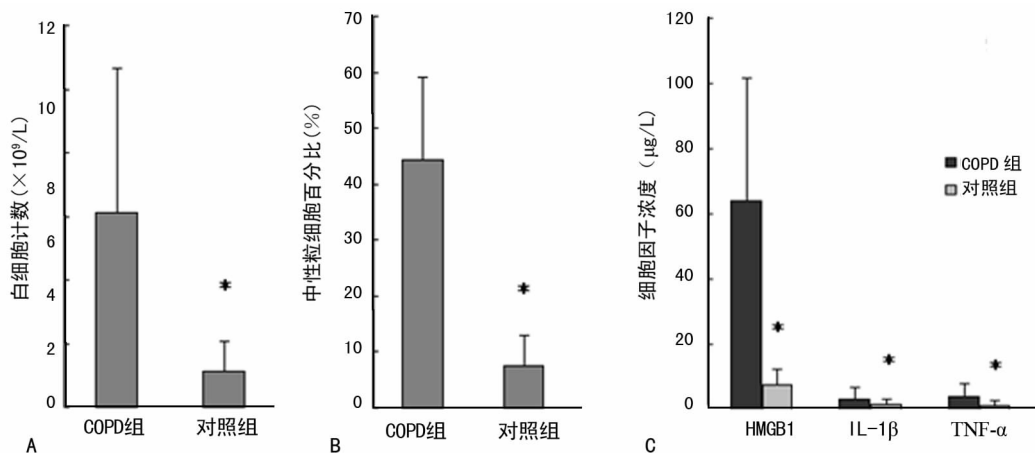 白细胞计数(×10⁹/L)
12
10
8
6
4
2
0
COPD组
对照组
*
A
中性粒细胞百分比(%)
70
60
50
40
30
20
10
0
COPD组
对照组
*
B
细胞因子浓度（μg/L）
120
100
80
60
40
20
0
COPD 组
对照组
*
*
*
HMGB1
IL-1β
TNF-α
C